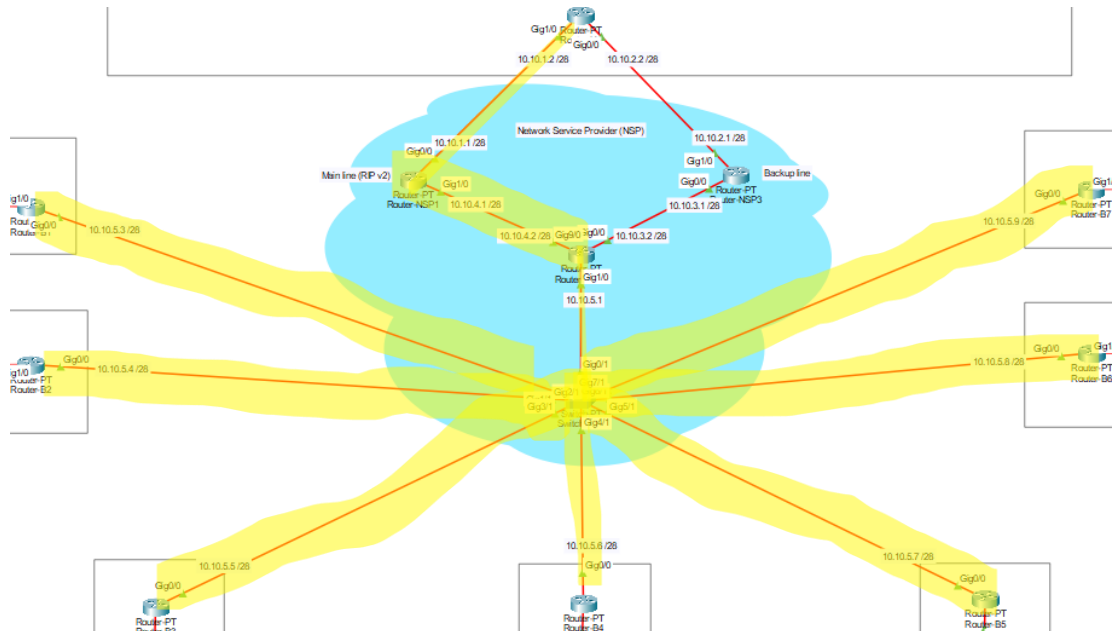 Gig1/0
Router-PT
Gig0/0
10.10.1.2 /28
10.10.2.2 /28
Network Service Provider (NSP)
10.10.1.1 /28
10.10.2.1 /28
Gig0/0
Gig1/0
Main line (RIP v2)
Backup line
Gig1/0
Gig0/0
Router-PT
Router-NSP1
Router-PT
Router-NSP3
10.10.4.1 /28
10.10.3.1 /28
10.10.4.2 /28
Gig9/0
Gig0/0
10.10.3.2 /28
Router-PT
Gig1/0
10.10.5.1
Gig0/0
10.10.5.3 /28
Gig0/0
10.10.5.9 /28
Router-PT
Router-B7
Gig0/0
10.10.5.4 /28
Router-PT
Router-B2
Gig0/0
10.10.5.8 /28
Router-PT
Router-B6
Gig0/1
Gig7/1
Gig3/1
Gig5/1
Gig4/1
10.10.5.5 /28
Gig0/0
Router-PT
10.10.5.6 /28
Gig0/0
Router-PT
Router-B4
10.10.5.7 /28
Gig0/0
Router-PT
Router-B5